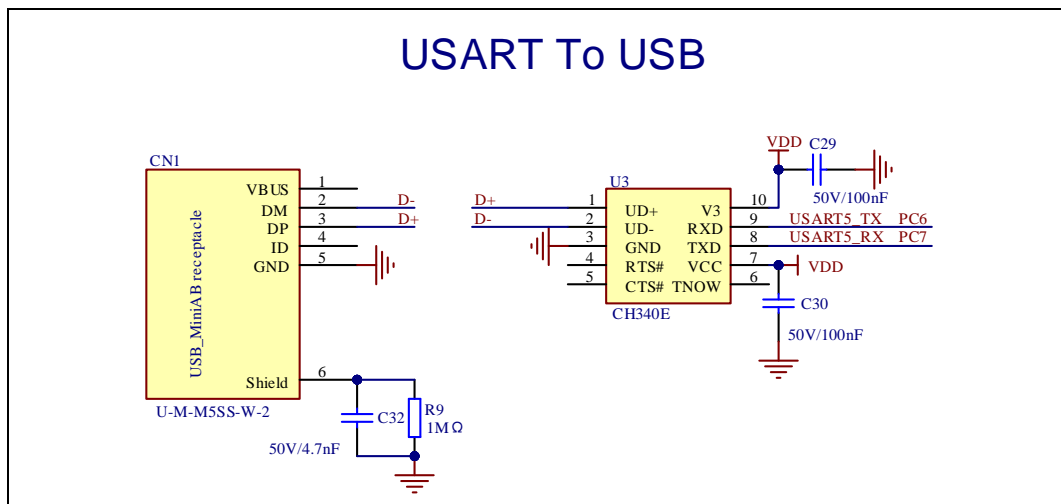 USART To USB
CN1
VBUS 1
DM 2 D-
DP 3 D+
ID 4
GND 5
USB_MiniAB receptacle
Shield 6
U-M-M5SS-W-2
C32
50V/4.7nF
R9
1MΩ
U3
D+ 1 UD+ V3 10
D- 2 UD- RXD 9 USART5_TX PC6
3 GND TXD 8 USART5_RX PC7
4 RTS# VCC 7 VDD
5 CTS# TNOW 6
CH340E
VDD
C29
50V/100nF
C30
50V/100nF